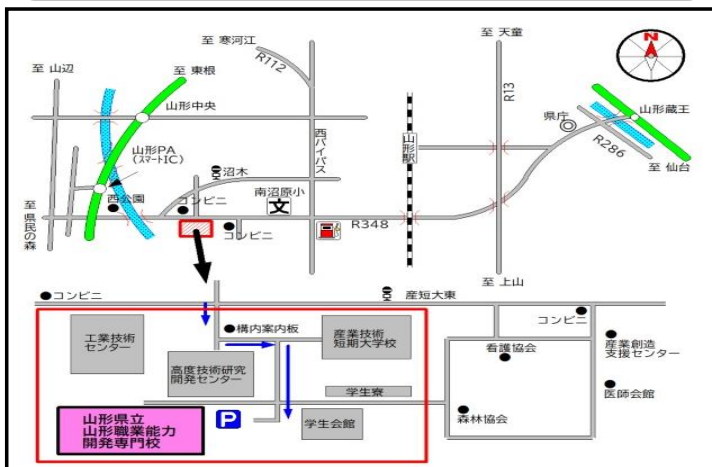 至 寒河江
R112
至 天童
N
至 山辺
至 東根
山形中央
R13
山形蔵王
県庁
R286
至 仙台
山形PA
(スマートIC)
西バイパス
山形駅
沼木
西公園
コンビニ
南沼原小
文
至 県民の森
コンビニ
R348
至 上山
コンビニ
産短大東
コンビニ
工業技術
センター
構内案内板
産業技術
短期大学校
看護協会
産業創造
支援センター
高度技術研究
開発センター
学生寮
医師会館
山形県立
山形職業能力
開発専門校
P
学生会館
森林協会